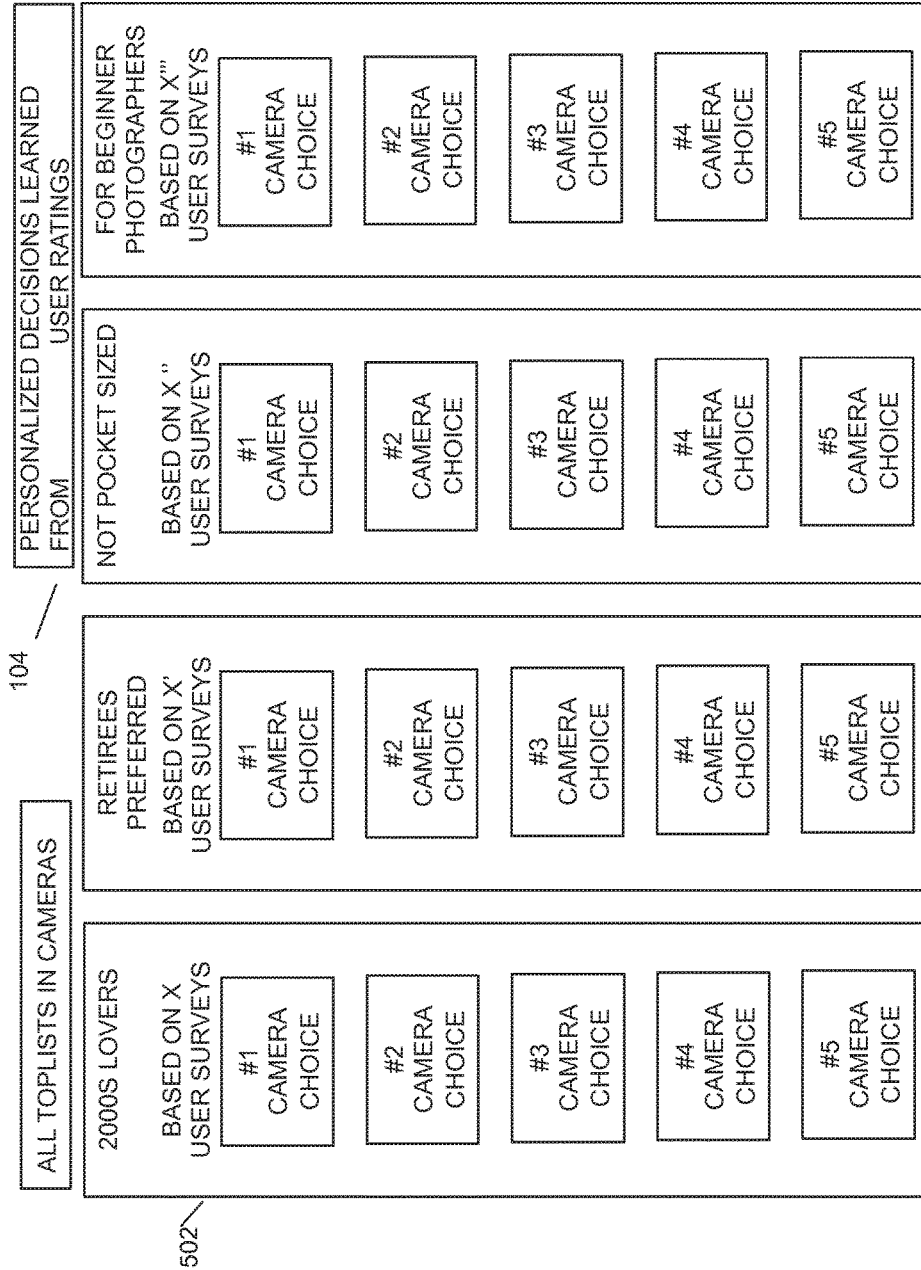 ALL TOPLISTS IN CAMERAS
104
PERSONALIZED DECISIONS LEARNED
FROM USER RATINGS
502
2000S LOVERS
BASED ON X
USER SURVEYS
#1
CAMERA
CHOICE
#2
CAMERA
CHOICE
#3
CAMERA
CHOICE
#4
CAMERA
CHOICE
#5
CAMERA
CHOICE
RETIREES
PREFERRED
BASED ON X'
USER SURVEYS
#1
CAMERA
CHOICE
#2
CAMERA
CHOICE
#3
CAMERA
CHOICE
#4
CAMERA
CHOICE
#5
CAMERA
CHOICE
NOT POCKET SIZED
BASED ON X ''
USER SURVEYS
#1
CAMERA
CHOICE
#2
CAMERA
CHOICE
#3
CAMERA
CHOICE
#4
CAMERA
CHOICE
#5
CAMERA
CHOICE
FOR BEGINNER
PHOTOGRAPHERS
BASED ON X'''
USER SURVEYS
#1
CAMERA
CHOICE
#2
CAMERA
CHOICE
#3
CAMERA
CHOICE
#4
CAMERA
CHOICE
#5
CAMERA
CHOICE